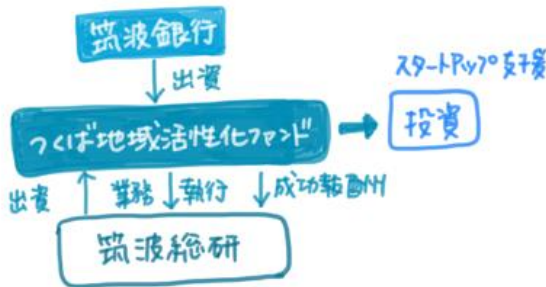 筑波銀行
出資
スタートアップ支援
つくば地域活性化ファンド
投資
出資
業務
執行
成功報酬
筑波総研